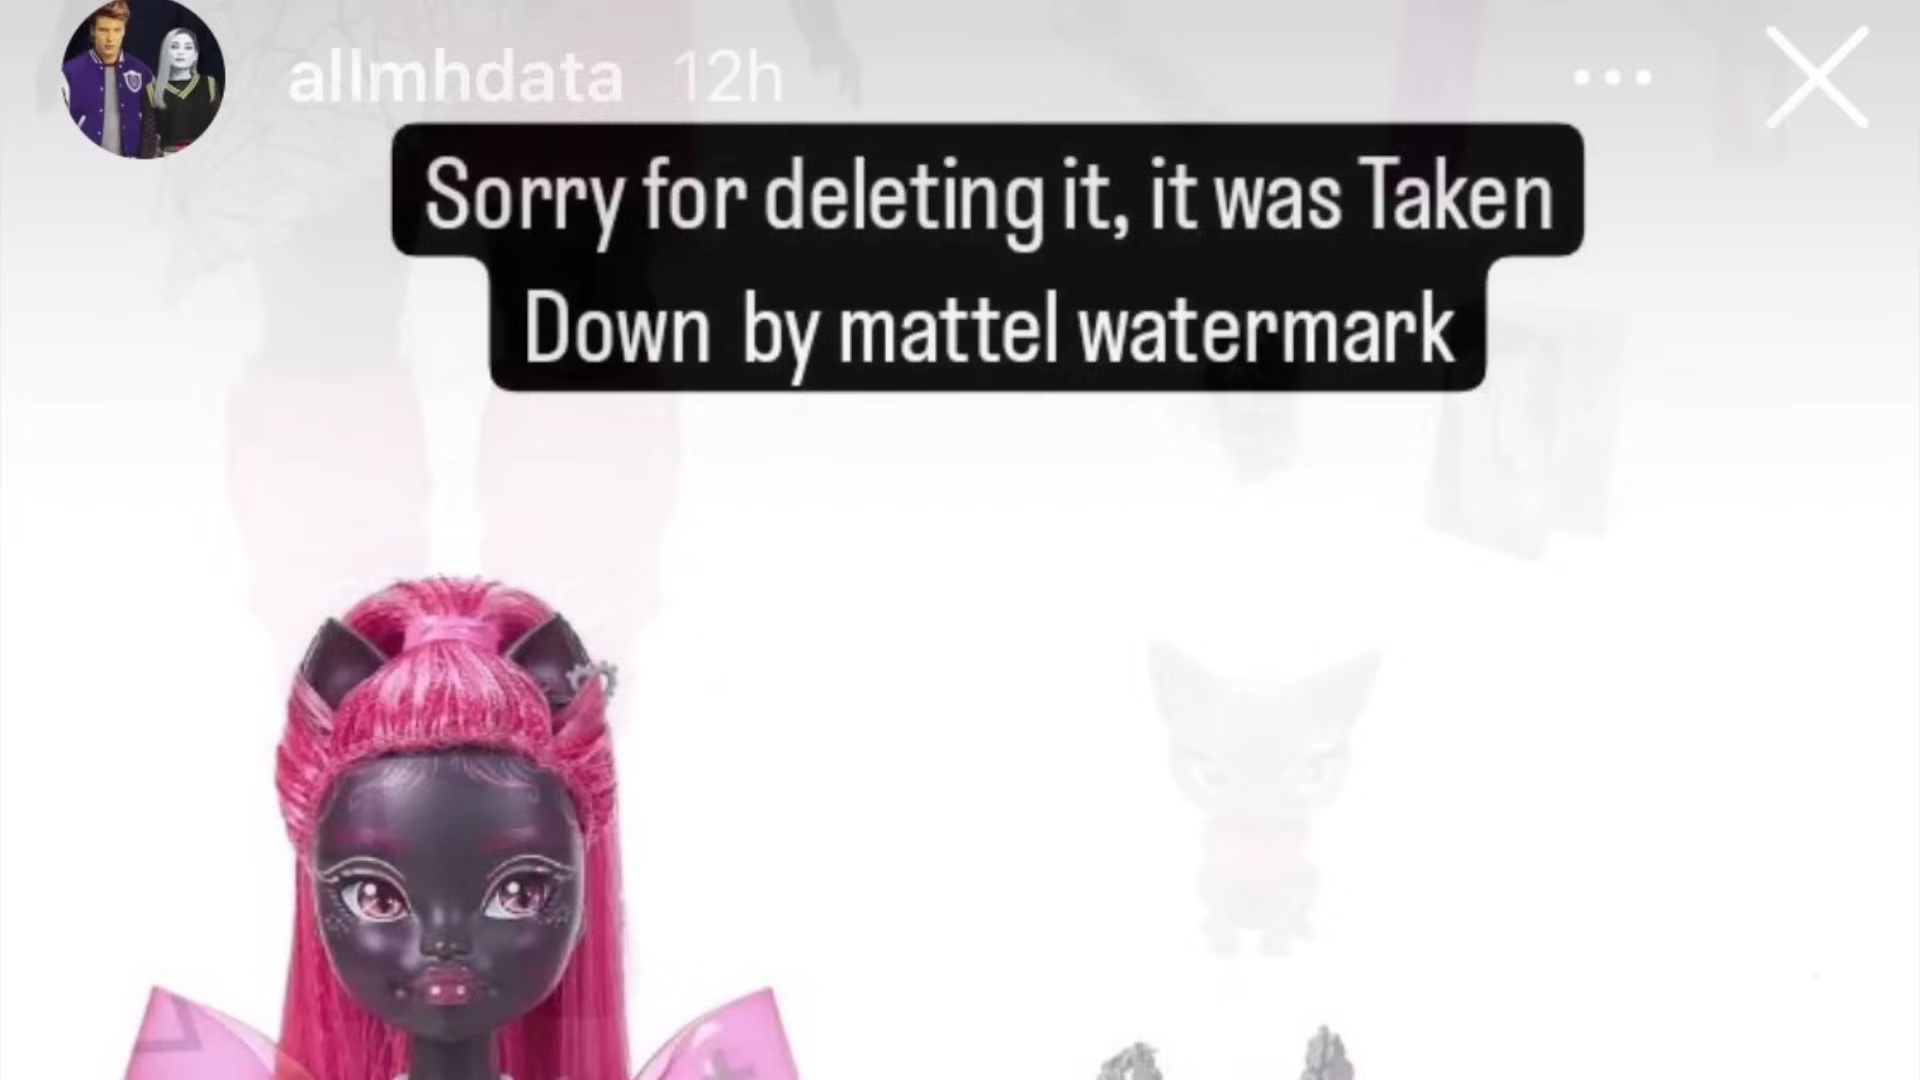 allmhdata 12h
Sorry for deleting it, it was Taken
Down by mattel watermark